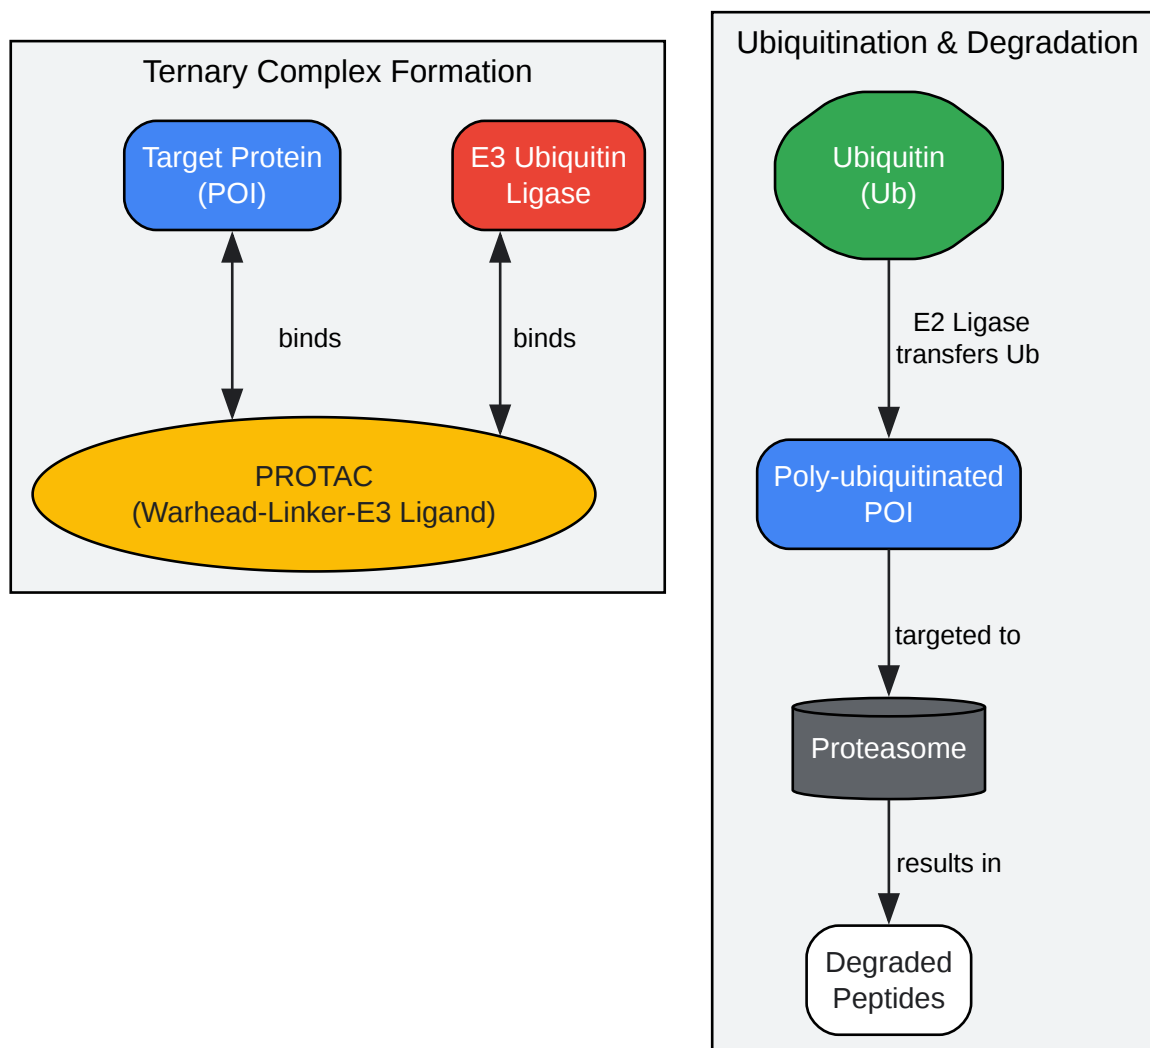 Ternary Complex Formation
Target Protein
(POI)
E3 Ubiquitin
Ligase
binds
binds
PROTAC
(Warhead-Linker-E3 Ligand)
Ubiquitination & Degradation
Ubiquitin
(Ub)
E2 Ligase
transfers Ub
Poly-ubiquitinated
POI
targeted to
Proteasome
results in
Degraded
Peptides